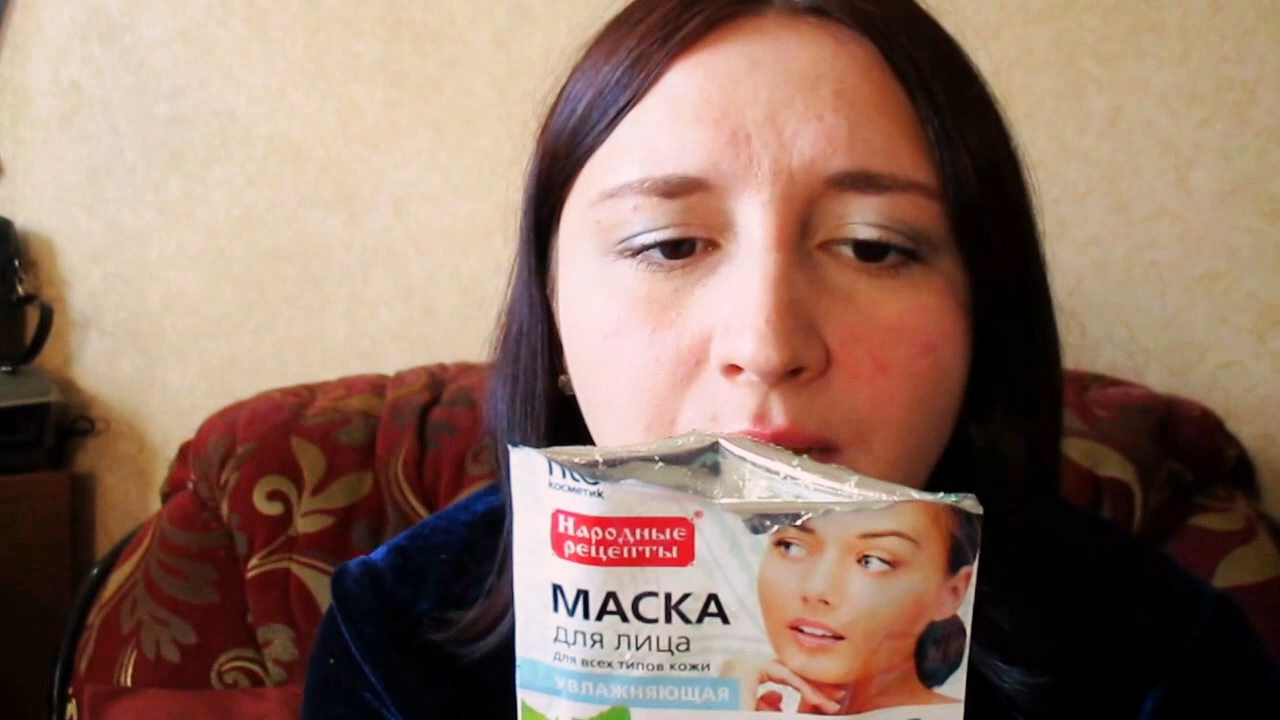 косметик
Народные
рецепты
МАСКА
для лица
для всех типов кожи
УВЛАЖНЯЮЩАЯ